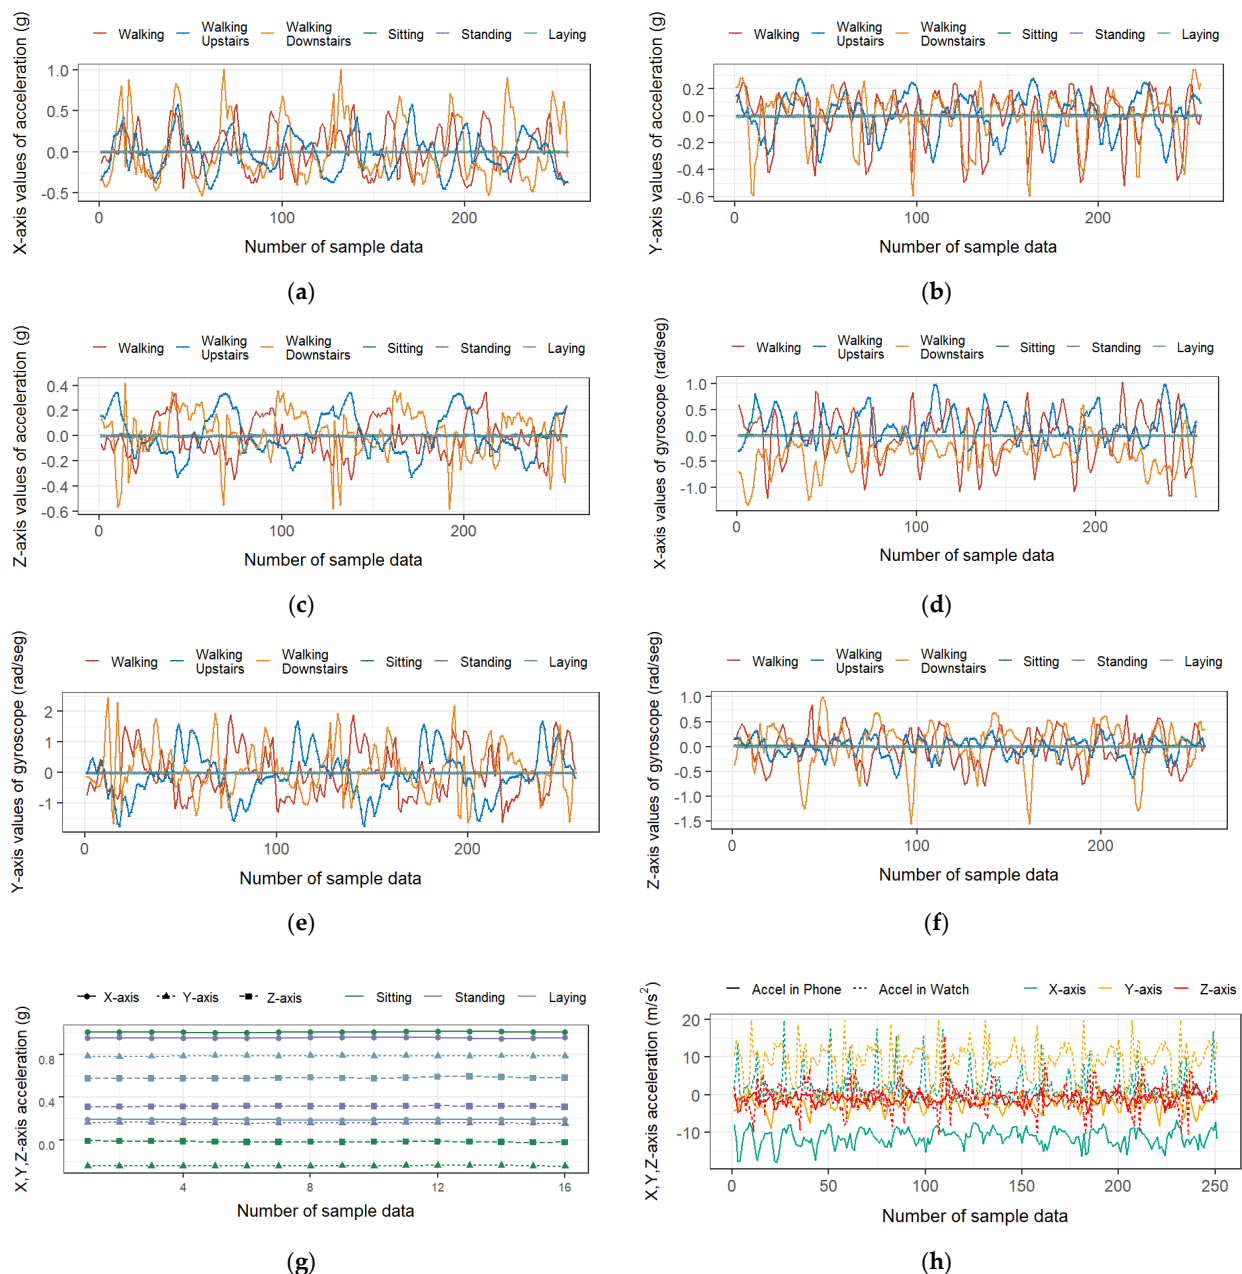 Walking Walking Upstairs Walking Downstairs Sitting Standing Laying
X-axis values of acceleration (g)
1.0
0.5
0.0
-0.5
0 100 200
Number of sample data
(a)
Walking Walking Upstairs Walking Downstairs Sitting Standing Laying
Y-axis values of acceleration (g)
0.2
0.0
-0.2
-0.4
-0.6
0 100 200
Number of sample data
(b)
Walking Walking Upstairs Walking Downstairs Sitting Standing Laying
Z-axis values of acceleration (g)
0.4
0.2
0.0
-0.2
-0.4
-0.6
0 100 200
Number of sample data
(c)
Walking Walking Upstairs Walking Downstairs Sitting Standing Laying
X-axis values of gyroscope (rad/seg)
1.0
0.5
0.0
-0.5
-1.0
0 100 200
Number of sample data
(d)
Walking Walking Upstairs Walking Downstairs Sitting Standing Laying
Y-axis values of gyroscope (rad/seg)
2
1
0
-1
0 100 200
Number of sample data
(e)
Walking Walking Upstairs Walking Downstairs Sitting Standing Laying
Z-axis values of gyroscope (rad/seg)
1.0
0.5
0.0
-0.5
-1.0
-1.5
0 100 200
Number of sample data
(f)
X-axis Y-axis Z-axis Sitting Standing Laying
X,Y,Z-axis acceleration (g)
0.8
0.4
0.0
4 8 12 16
Number of sample data
(g)
Accel in Phone Accel in Watch X-axis Y-axis Z-axis
X,Y,Z-axis acceleration (m/s²)
20
10
0
-10
0 50 100 150 200 250
Number of sample data
(h)